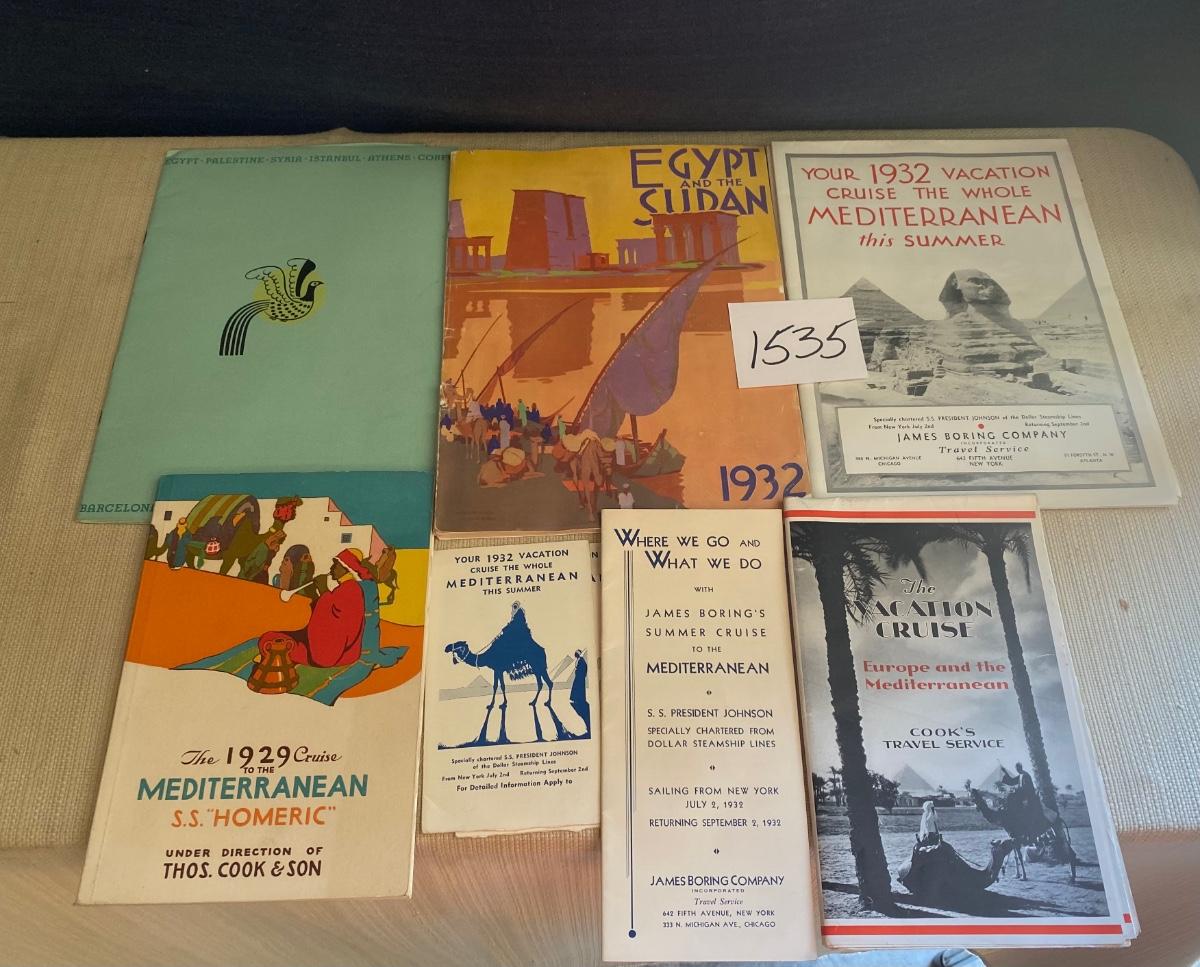 EGYPT · PALESTINE · SYRIA · ISTANBUL · ATHENS ·
EGYPT
AND THE
SUDAN
1932
YOUR 1932 VACATION
CRUISE THE WHOLE
MEDITERRANEAN
this SUMMER
Specially chartered S.S. PRESIDENT JOHNSON of the Dollar Steamship Lines
From New York July 2nd Returning September 2nd
JAMES BORING COMPANY
INCORPORATED
Travel Service
642 FIFTH AVENUE
NEW YORK
N. MICHIGAN AVENUE
CHICAGO
FORSYTH ST., N. W.
ATLANTA
1535
The 1929 Cruise
TO THE
MEDITERRANEAN
S.S. "HOMERIC"
UNDER DIRECTION OF
THOS. COOK & SON
YOUR 1932 VACATION
CRUISE THE WHOLE
MEDITERRANEAN
THIS SUMMER
Specially chartered S.S. PRESIDENT JOHNSON
of the Dollar Steamship Lines
From New York July 2nd Returning September 2nd
For Detailed Information Apply to
WHERE WE GO AND
WHAT WE DO
WITH
JAMES BORING'S
SUMMER CRUISE
TO THE
MEDITERRANEAN
S. S. PRESIDENT JOHNSON
SPECIALLY CHARTERED FROM
DOLLAR STEAMSHIP LINES
SAILING FROM NEW YORK
JULY 2, 1932
RETURNING SEPTEMBER 2, 1932
JAMES BORING COMPANY
INCORPORATED
Travel Service
642 FIFTH AVENUE, NEW YORK
333 N. MICHIGAN AVE., CHICAGO
The
VACATION
CRUISE
Europe and the
Mediterranean
COOK'S
TRAVEL SERVICE